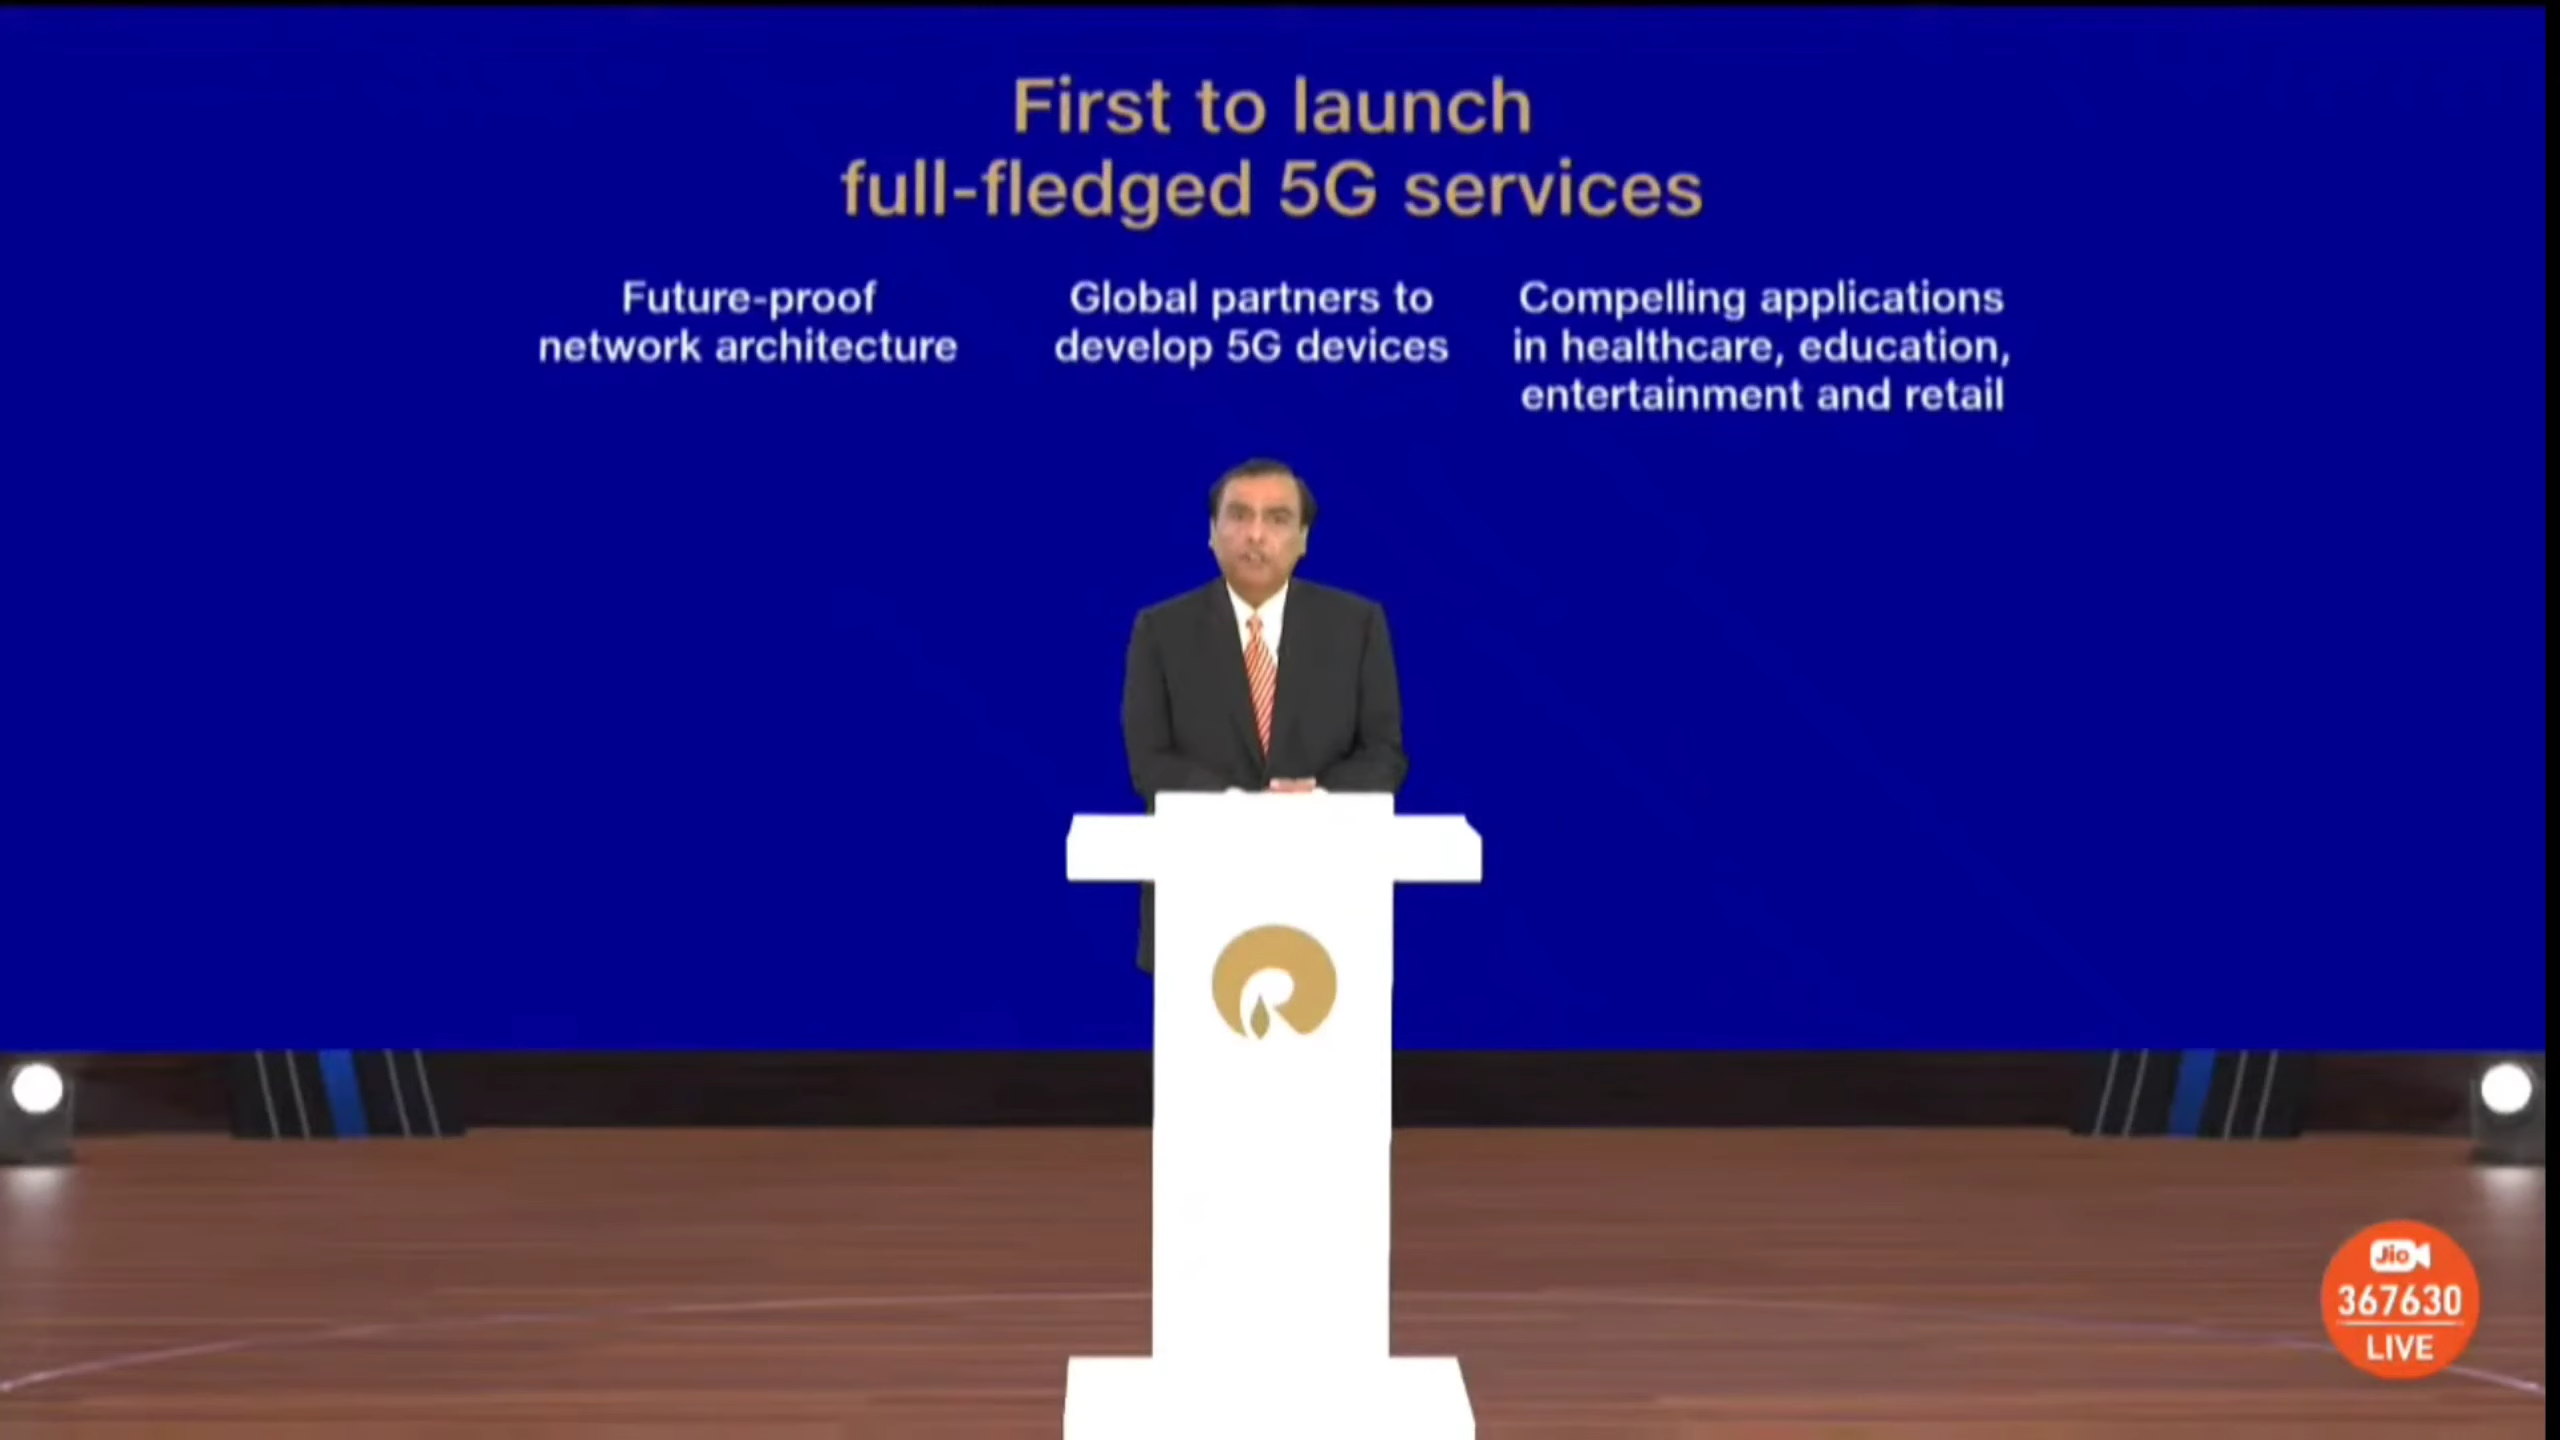 First to launch
full-fledged 5G services
Future-proof
network architecture
Global partners to
develop 5G devices
Compelling applications
in healthcare, education,
entertainment and retail
Jio
367630
LIVE